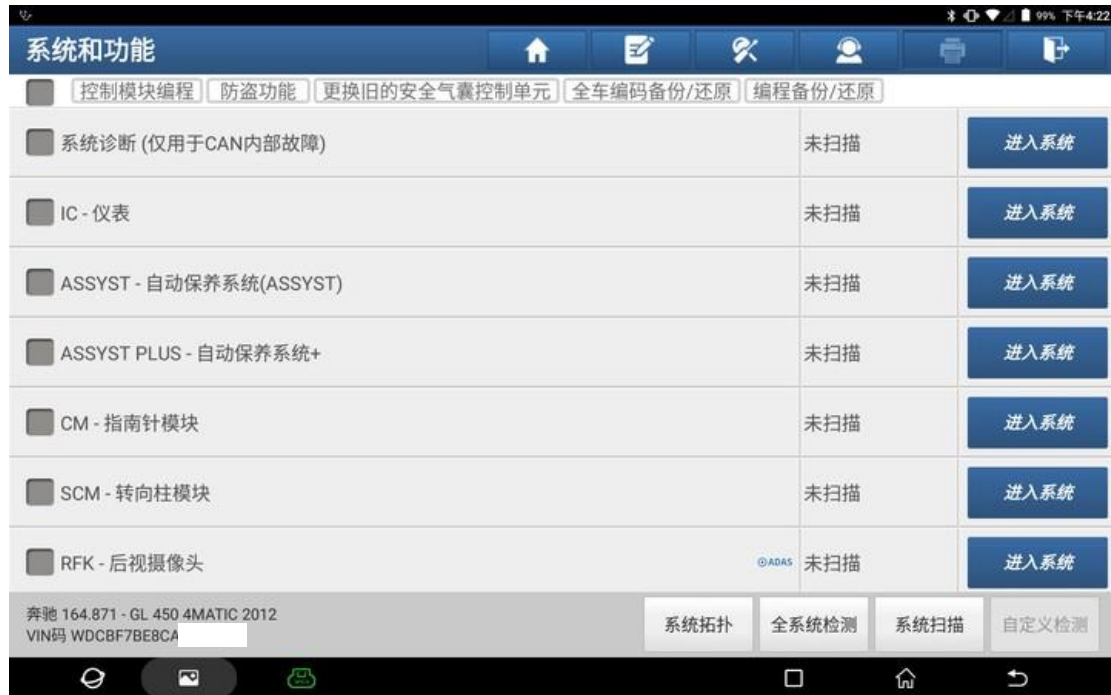 99% 下午4:22
系统和功能
控制模块编程 防盗功能 更换旧的安全气囊控制单元 全车编码备份/还原 编程备份/还原
系统诊断 (仅用于CAN内部故障) 未扫描 进入系统
IC - 仪表 未扫描 进入系统
ASSYST - 自动保养系统(ASSYST) 未扫描 进入系统
ASSYST PLUS - 自动保养系统+ 未扫描 进入系统
CM - 指南针模块 未扫描 进入系统
SCM - 转向柱模块 未扫描 进入系统
RFK - 后视摄像头 ADAS 未扫描 进入系统
奔驰 164.871 - GL 450 4MATIC 2012
VIN码 WDCBF7BE8CA
系统拓扑 全系统检测 系统扫描 自定义检测